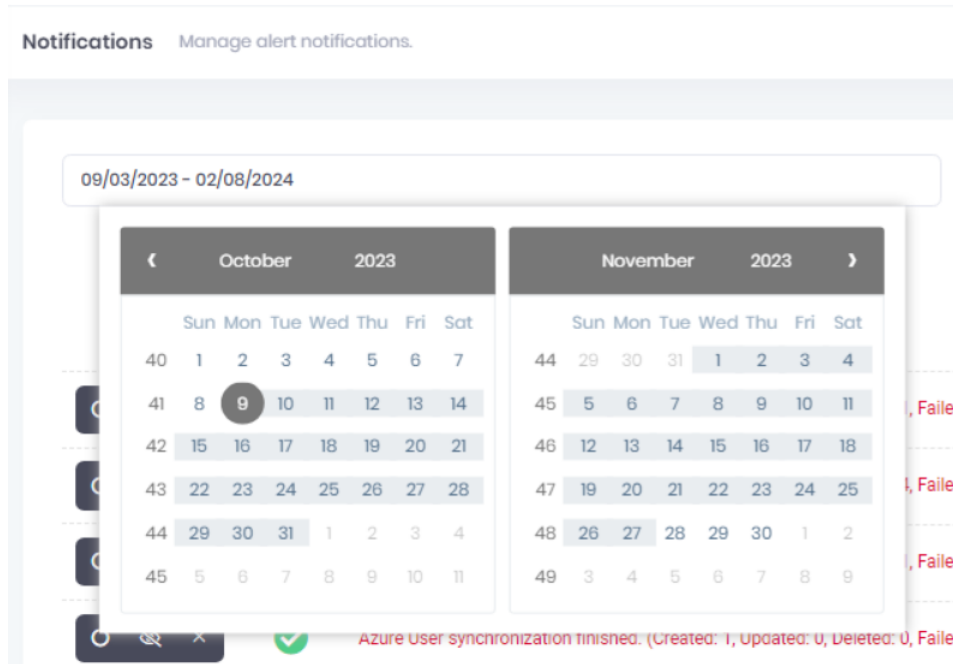 Notifications Manage alert notifications.
09/03/2023 - 02/08/2024
‹ October 2023
Sun Mon Tue Wed Thu Fri Sat
40 1 2 3 4 5 6 7
41 8 9 10 11 12 13 14
42 15 16 17 18 19 20 21
43 22 23 24 25 26 27 28
44 29 30 31 1 2 3 4
45 5 6 7 8 9 10 11
November 2023 ›
Sun Mon Tue Wed Thu Fri Sat
44 29 30 31 1 2 3 4
45 5 6 7 8 9 10 11
46 12 13 14 15 16 17 18
47 19 20 21 22 23 24 25
48 26 27 28 29 30 1 2
49 3 4 5 6 7 8 9
, Faile
, Faile
, Faile
Azure User synchronization finished. (Created: 1, Updated: 0, Deleted: 0, Faile